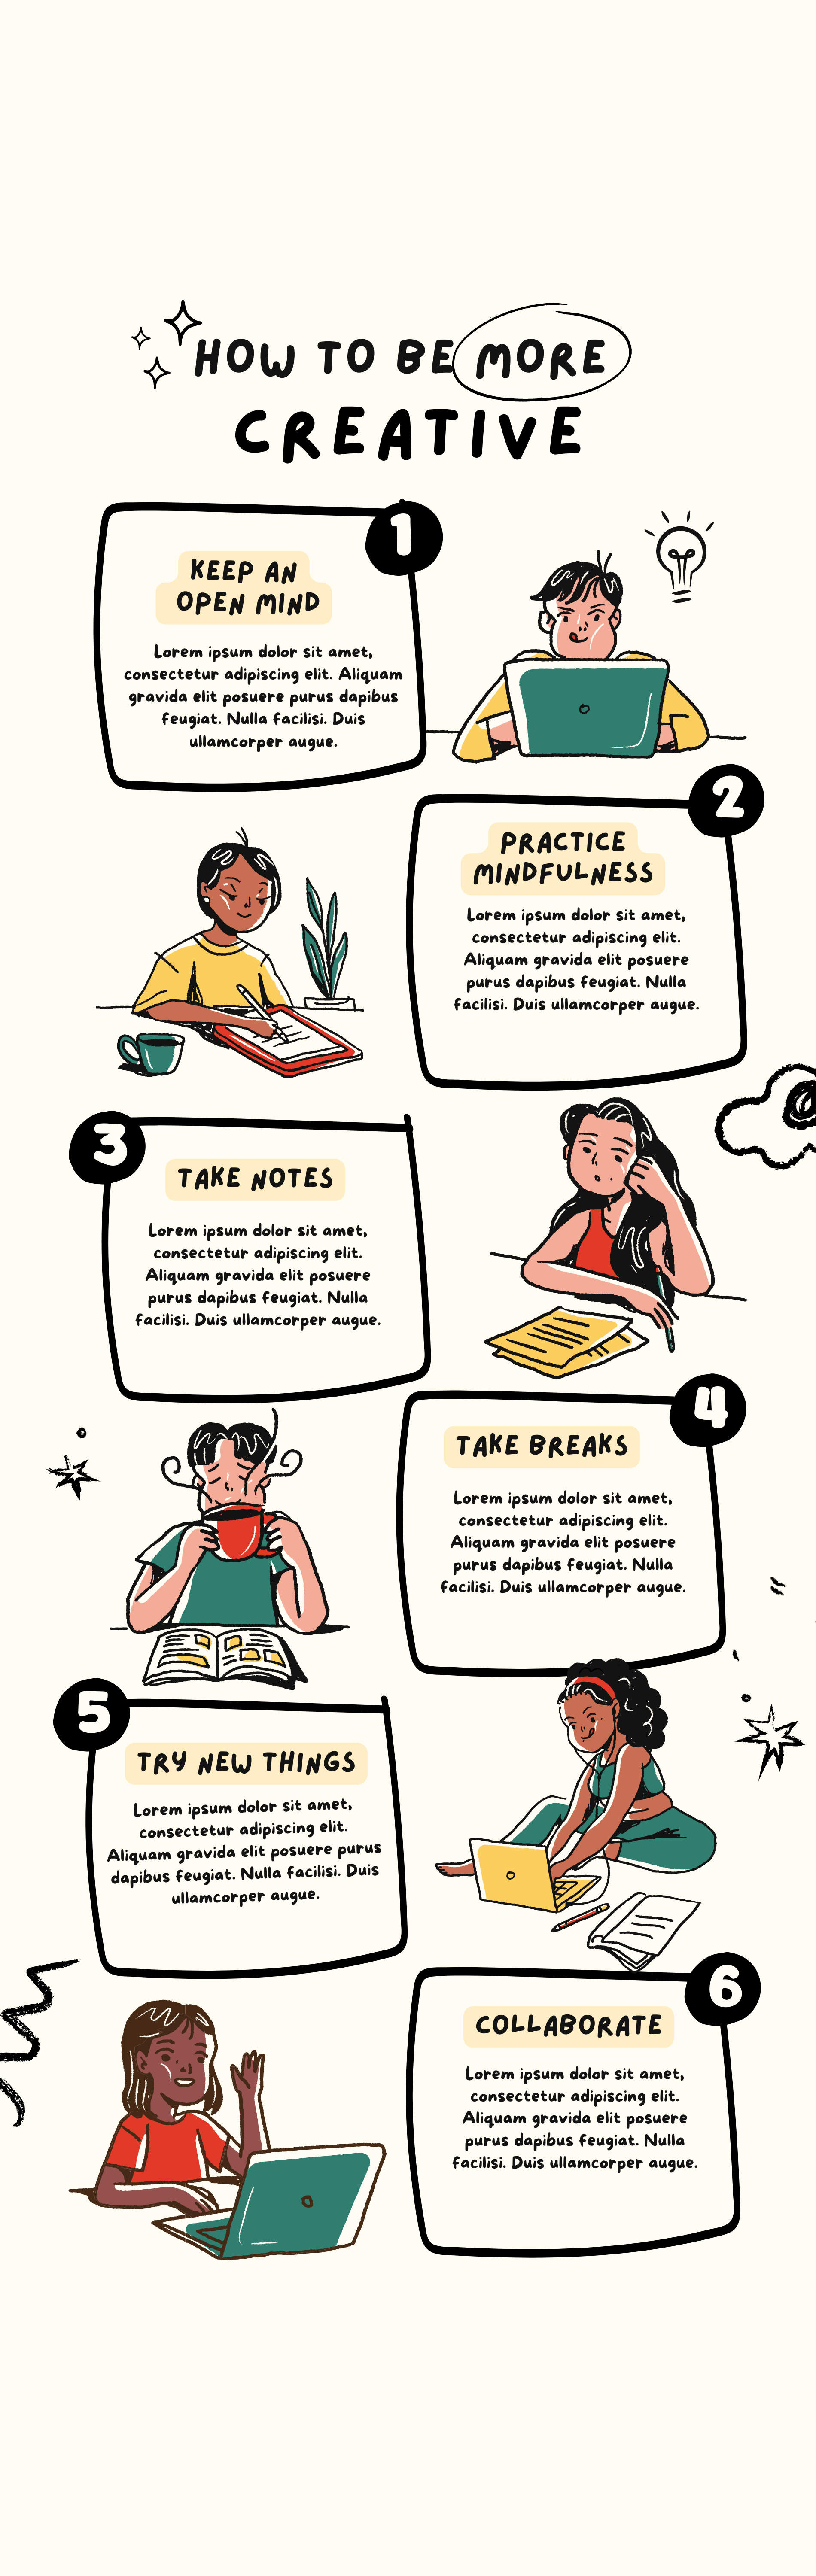 HOW TO BE MORE
CREATIVE
1
KEEP AN
OPEN MIND
Lorem ipsum dolor sit amet,
consectetur adipiscing elit. Aliquam
gravida elit posuere purus dapibus
feugiat. Nulla facilisi. Duis
ullamcorper augue.
2
PRACTICE
MINDFULNESS
Lorem ipsum dolor sit amet,
consectetur adipiscing elit.
Aliquam gravida elit posuere
purus dapibus feugiat. Nulla
facilisi. Duis ullamcorper augue.
3
TAKE NOTES
Lorem ipsum dolor sit amet,
consectetur adipiscing elit.
Aliquam gravida elit posuere
purus dapibus feugiat. Nulla
facilisi. Duis ullamcorper augue.
4
TAKE BREAKS
Lorem ipsum dolor sit amet,
consectetur adipiscing elit.
Aliquam gravida elit posuere
purus dapibus feugiat. Nulla
facilisi. Duis ullamcorper augue.
5
TRY NEW THINGS
Lorem ipsum dolor sit amet,
consectetur adipiscing elit.
Aliquam gravida elit posuere purus
dapibus feugiat. Nulla facilisi. Duis
ullamcorper augue.
6
COLLABORATE
Lorem ipsum dolor sit amet,
consectetur adipiscing elit.
Aliquam gravida elit posuere
purus dapibus feugiat. Nulla
facilisi. Duis ullamcorper augue.